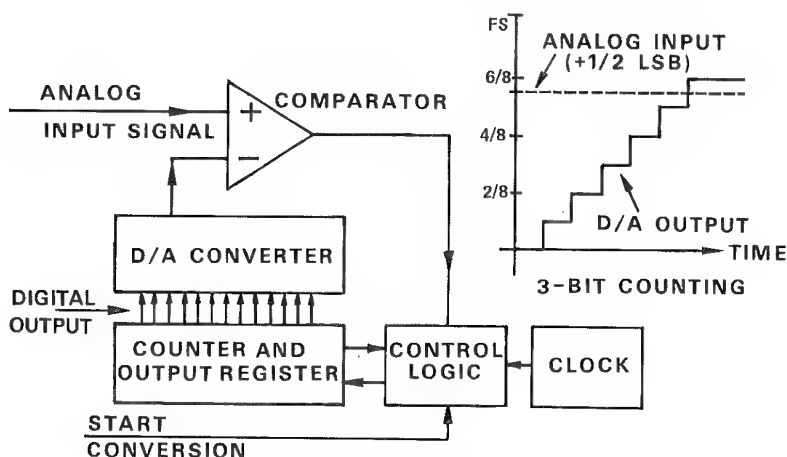 ANALOG
INPUT SIGNAL
+
−
COMPARATOR
D/A CONVERTER
DIGITAL
OUTPUT
COUNTER AND
OUTPUT REGISTER
CONTROL
LOGIC
CLOCK
START
CONVERSION
FS
ANALOG INPUT
(+1/2 LSB)
6/8
4/8
2/8
D/A OUTPUT
TIME
3-BIT COUNTING